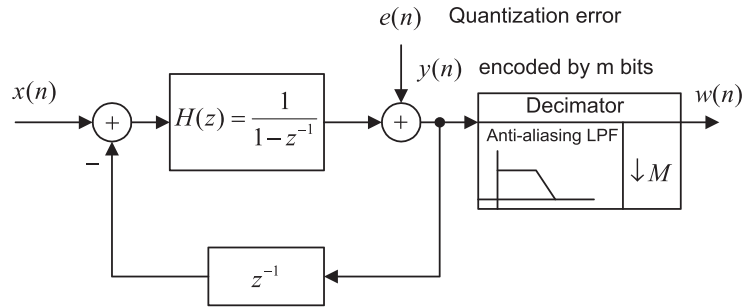 e(n) Quantization error
y(n) encoded by m bits
x(n)
+
H(z) = 1 / (1 − z⁻¹)
+
Decimator
w(n)
Anti-aliasing LPF
↓M
−
z⁻¹